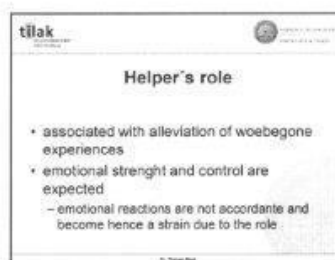 tilak
Helper´s role
• associated with alleviation of woebegone
experiences
• emotional strenght and control are
expected
– emotional reactions are not accordante and
become hence a strain due to the role